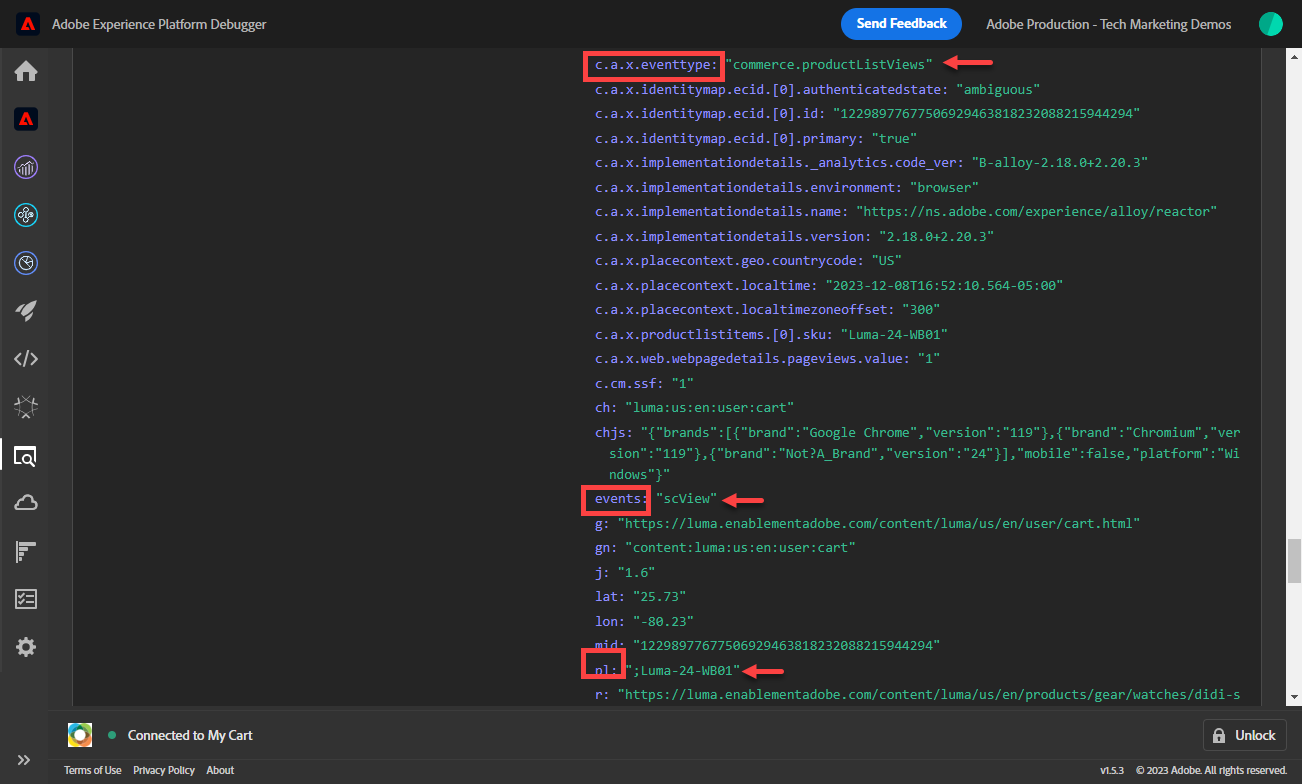 Adobe Experience Platform Debugger
Send Feedback
Adobe Production - Tech Marketing Demos
c.a.x.eventtype: "commerce.productListViews"
c.a.x.identitymap.ecid.[0].authenticatedstate: "ambiguous"
c.a.x.identitymap.ecid.[0].id: "12298977677506929463818232088215944294"
c.a.x.identitymap.ecid.[0].primary: "true"
c.a.x.implementationdetails._analytics.code_ver: "B-alloy-2.18.0+2.20.3"
c.a.x.implementationdetails.environment: "browser"
c.a.x.implementationdetails.name: "https://ns.adobe.com/experience/alloy/reactor"
c.a.x.implementationdetails.version: "2.18.0+2.20.3"
c.a.x.placecontext.geo.countrycode: "US"
c.a.x.placecontext.localtime: "2023-12-08T16:52:10.564-05:00"
c.a.x.placecontext.localtimezoneoffset: "300"
c.a.x.productlistitems.[0].sku: "Luma-24-WB01"
c.a.x.web.webpagedetails.pageviews.value: "1"
c.cm.ssf: "1"
ch: "luma:us:en:user:cart"
chjs: "{"brands":[{"brand":"Google Chrome","version":"119"},{"brand":"Chromium","ver
sion":"119"},{"brand":"Not?A_Brand","version":"24"}],"mobile":false,"platform":"Wi
ndows"}"
events: "scView"
g: "https://luma.enablementadobe.com/content/luma/us/en/user/cart.html"
gn: "content:luma:us:en:user:cart"
j: "1.6"
lat: "25.73"
lon: "-80.23"
mid: "12298977677506929463818232088215944294"
pl: ";Luma-24-WB01"
r: "https://luma.enablementadobe.com/content/luma/us/en/products/gear/watches/didi-s
Connected to My Cart
Unlock
Terms of Use Privacy Policy About
v1.5.3 © 2023 Adobe. All rights reserved.